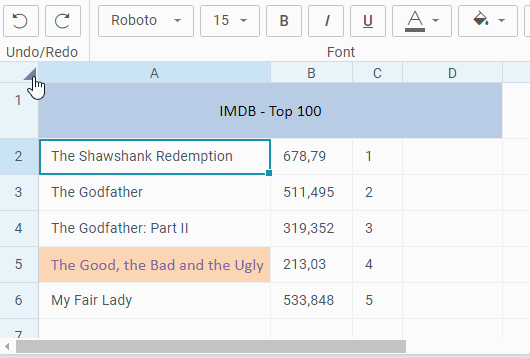 Roboto 15 B I U A
Undo/Redo Font
A B C D
1 IMDB - Top 100
2 The Shawshank Redemption 678,79 1
3 The Godfather 511,495 2
4 The Godfather: Part II 319,352 3
5 The Good, the Bad and the Ugly 213,03 4
6 My Fair Lady 533,848 5
7